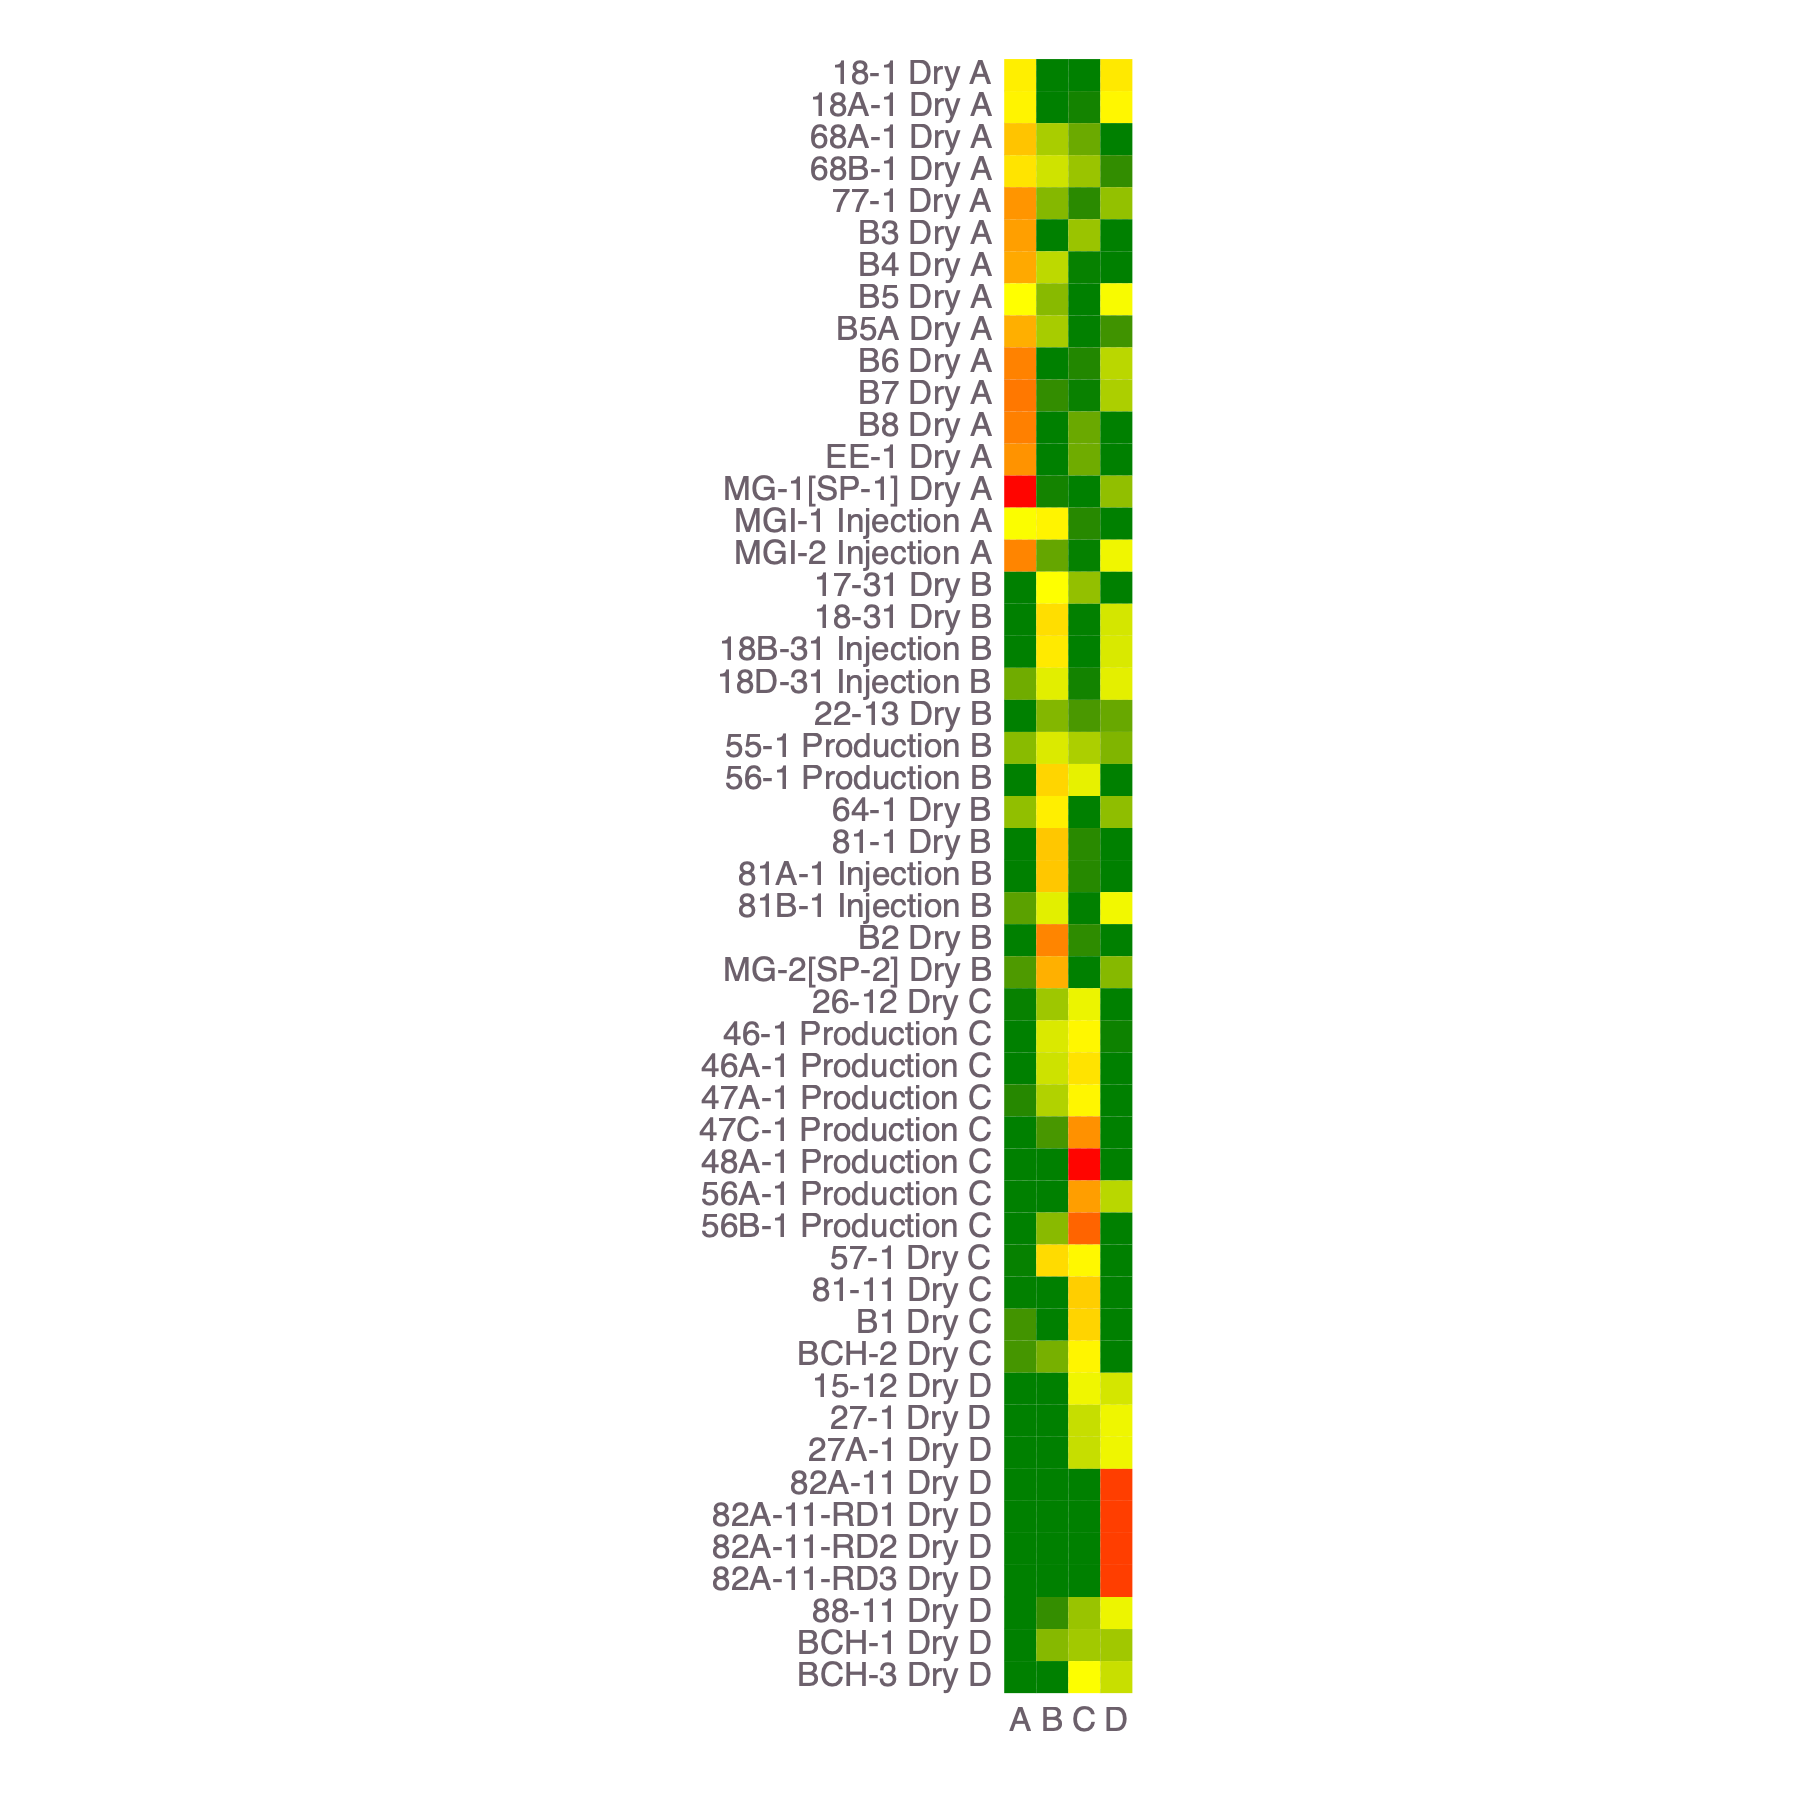 18-1 Dry A
18A-1 Dry A
68A-1 Dry A
68B-1 Dry A
77-1 Dry A
B3 Dry A
B4 Dry A
B5 Dry A
B5A Dry A
B6 Dry A
B7 Dry A
B8 Dry A
EE-1 Dry A
MG-1[SP-1] Dry A
MGI-1 Injection A
MGI-2 Injection A
17-31 Dry B
18-31 Dry B
18B-31 Injection B
18D-31 Injection B
22-13 Dry B
55-1 Production B
56-1 Production B
64-1 Dry B
81-1 Dry B
81A-1 Injection B
81B-1 Injection B
B2 Dry B
MG-2[SP-2] Dry B
26-12 Dry C
46-1 Production C
46A-1 Production C
47A-1 Production C
47C-1 Production C
48A-1 Production C
56A-1 Production C
56B-1 Production C
57-1 Dry C
81-11 Dry C
B1 Dry C
BCH-2 Dry C
15-12 Dry D
27-1 Dry D
27A-1 Dry D
82A-11 Dry D
82A-11-RD1 Dry D
82A-11-RD2 Dry D
82A-11-RD3 Dry D
88-11 Dry D
BCH-1 Dry D
BCH-3 Dry D
A B C D